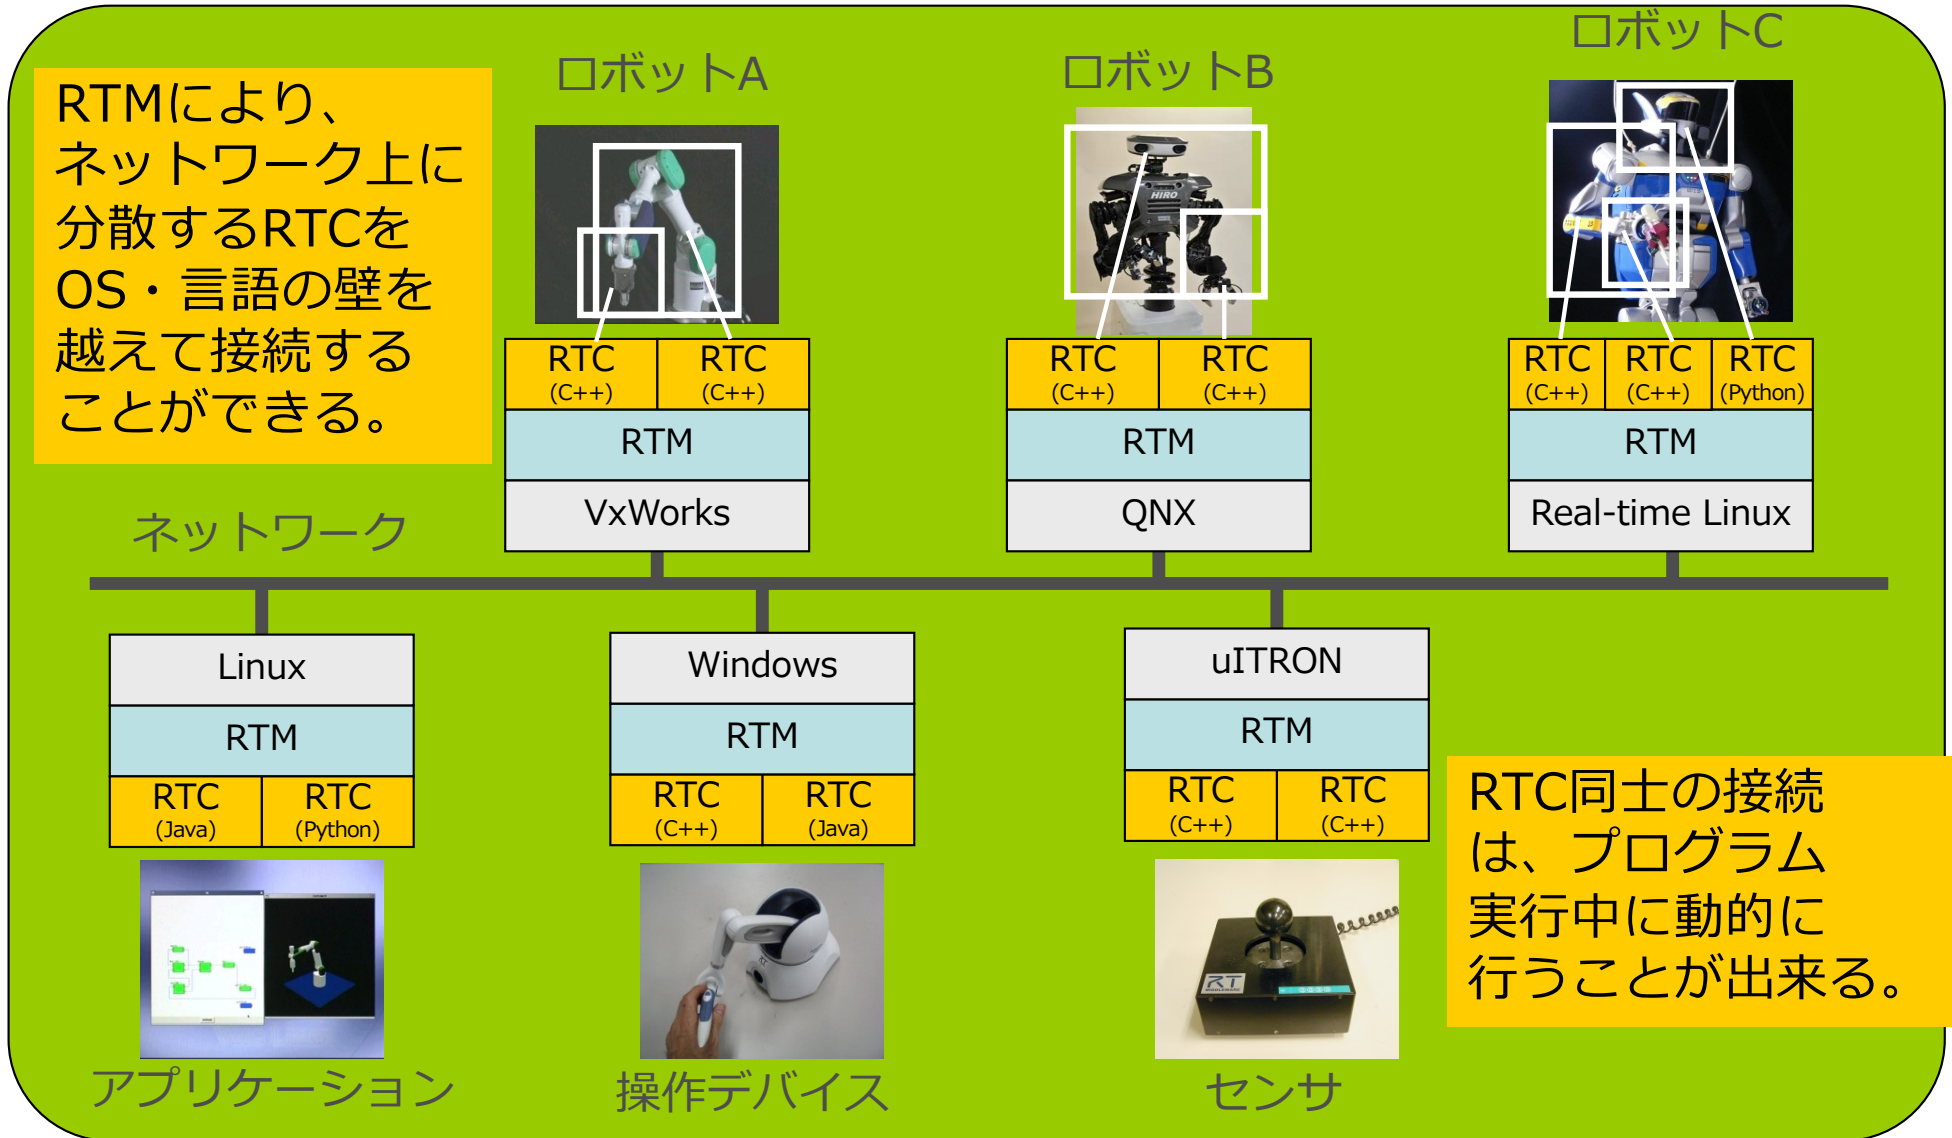 ロボットA
ロボットB
ロボットC
RTMにより、
ネットワーク上に
分散するRTCを
OS・言語の壁を
越えて接続する
ことができる。
HIRO
RTC
(C++)
RTC
(C++)
RTM
VxWorks
RTC
(C++)
RTC
(C++)
RTM
QNX
RTC
(C++)
RTC
(C++)
RTC
(Python)
RTM
Real-time Linux
ネットワーク
Linux
RTM
RTC
(Java)
RTC
(Python)
アプリケーション
Windows
RTM
RTC
(C++)
RTC
(Java)
操作デバイス
uITRON
RTM
RTC
(C++)
RTC
(C++)
RT
センサ
RTC同士の接続
は、プログラム
実行中に動的に
行うことが出来る。